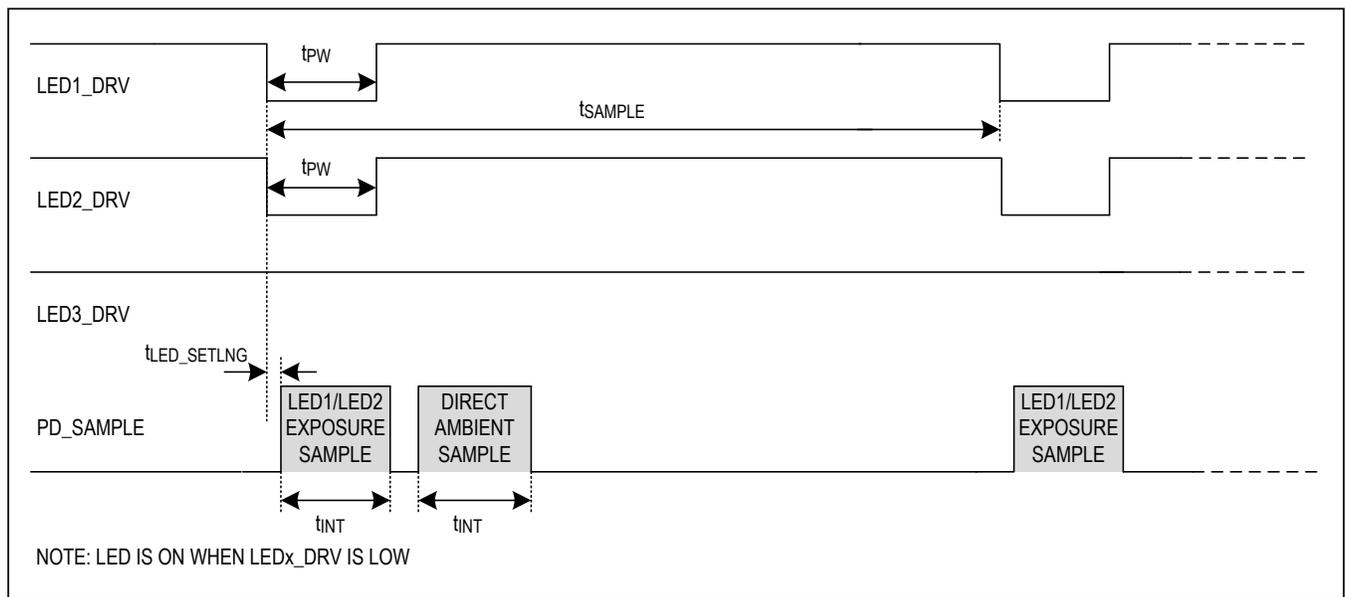 tPW
LED1_DRV
tSAMPLE
tPW
LED2_DRV
LED3_DRV
tLED_SETLNG
PD_SAMPLE
LED1/LED2
EXPOSURE
SAMPLE
DIRECT
AMBIENT
SAMPLE
LED1/LED2
EXPOSURE
SAMPLE
tINT
tINT
NOTE: LED IS ON WHEN LEDx_DRV IS LOW